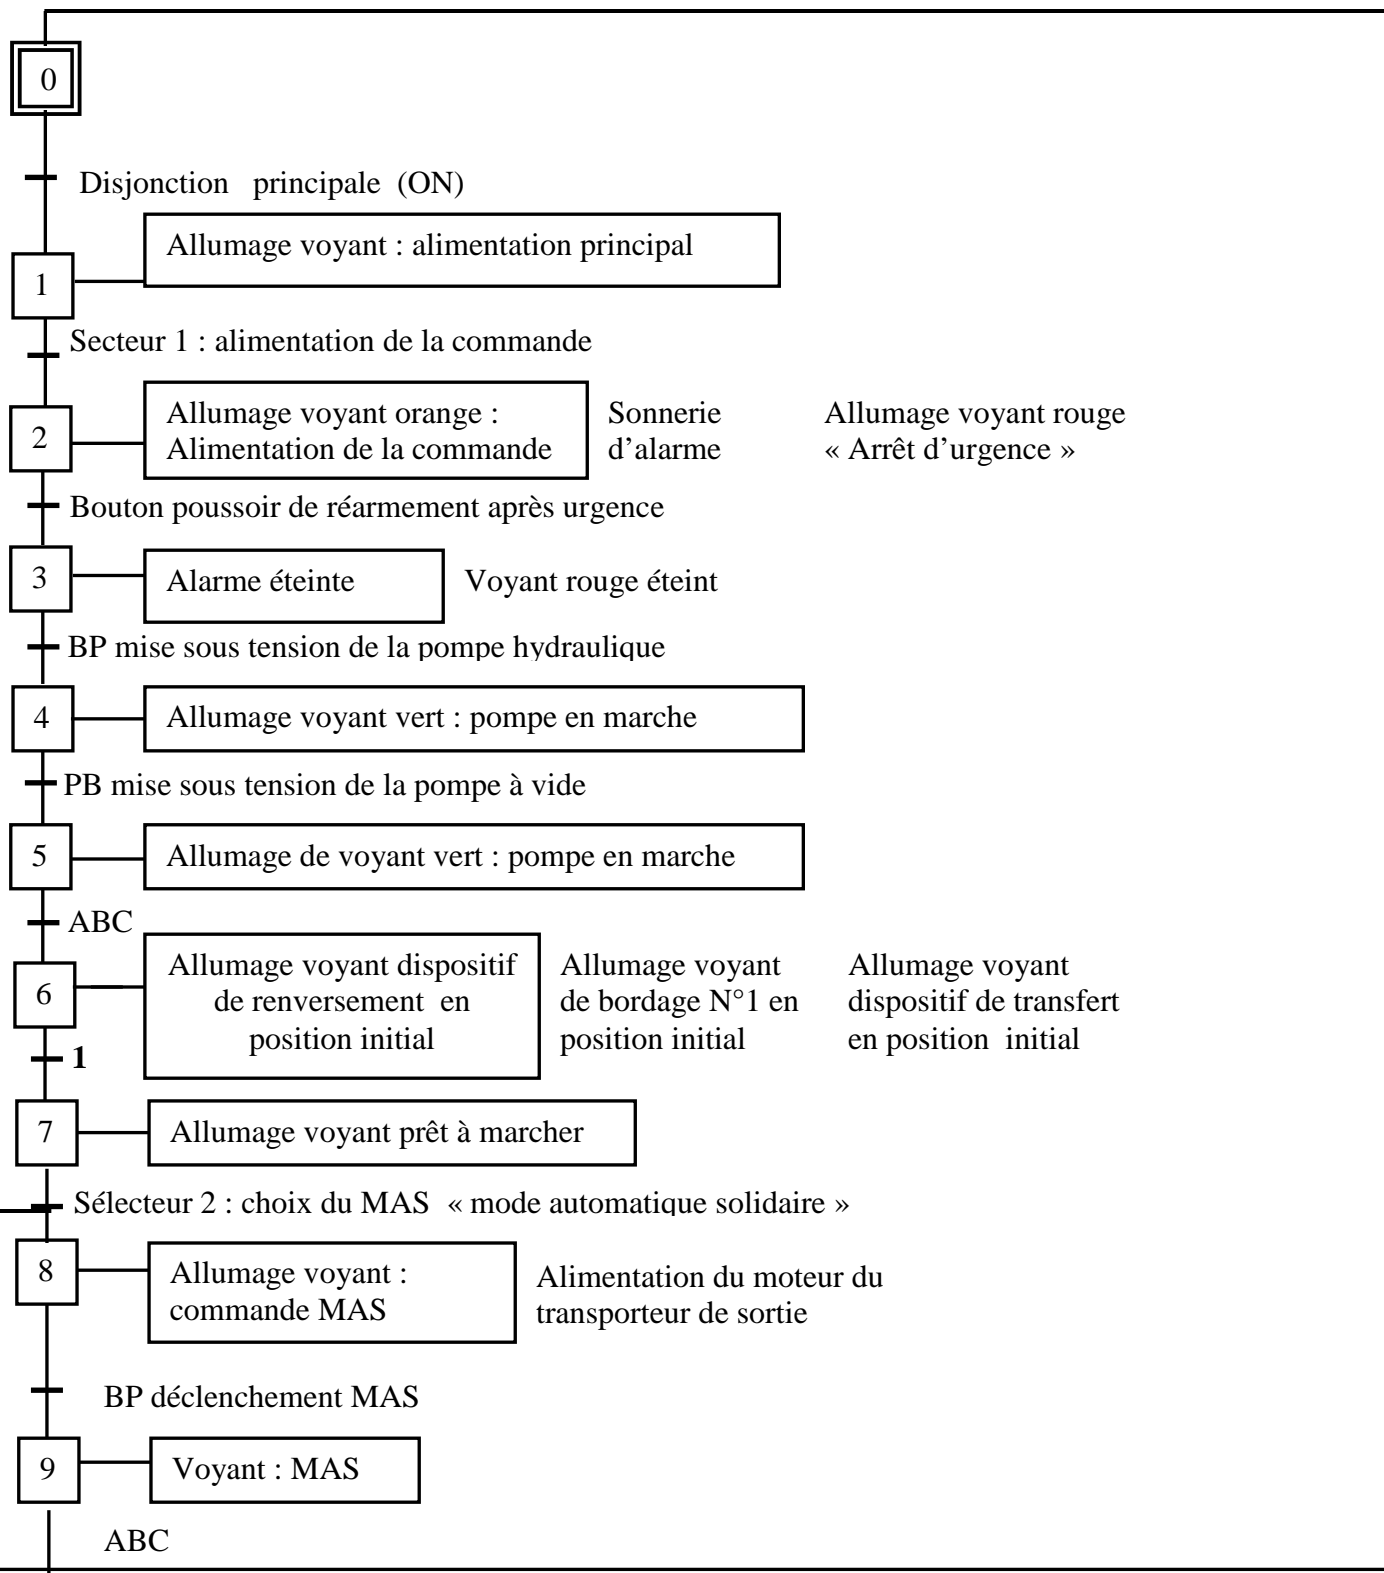 0
Disjonction principale (ON)
Allumage voyant : alimentation principal
1
Secteur 1 : alimentation de la commande
Allumage voyant orange :
Alimentation de la commande
Sonnerie
d’alarme
Allumage voyant rouge
« Arrêt d’urgence »
2
Bouton poussoir de réarmement après urgence
3
Alarme éteinte
Voyant rouge éteint
BP mise sous tension de la pompe hydraulique
4
Allumage voyant vert : pompe en marche
PB mise sous tension de la pompe à vide
5
Allumage de voyant vert : pompe en marche
ABC
6
Allumage voyant dispositif
de renversement en
position initial
Allumage voyant
de bordage N°1 en
position initial
Allumage voyant
dispositif de transfert
en position initial
1
7
Allumage voyant prêt à marcher
Sélecteur 2 : choix du MAS « mode automatique solidaire »
8
Allumage voyant :
commande MAS
Alimentation du moteur du
transporteur de sortie
BP déclenchement MAS
9
Voyant : MAS
ABC